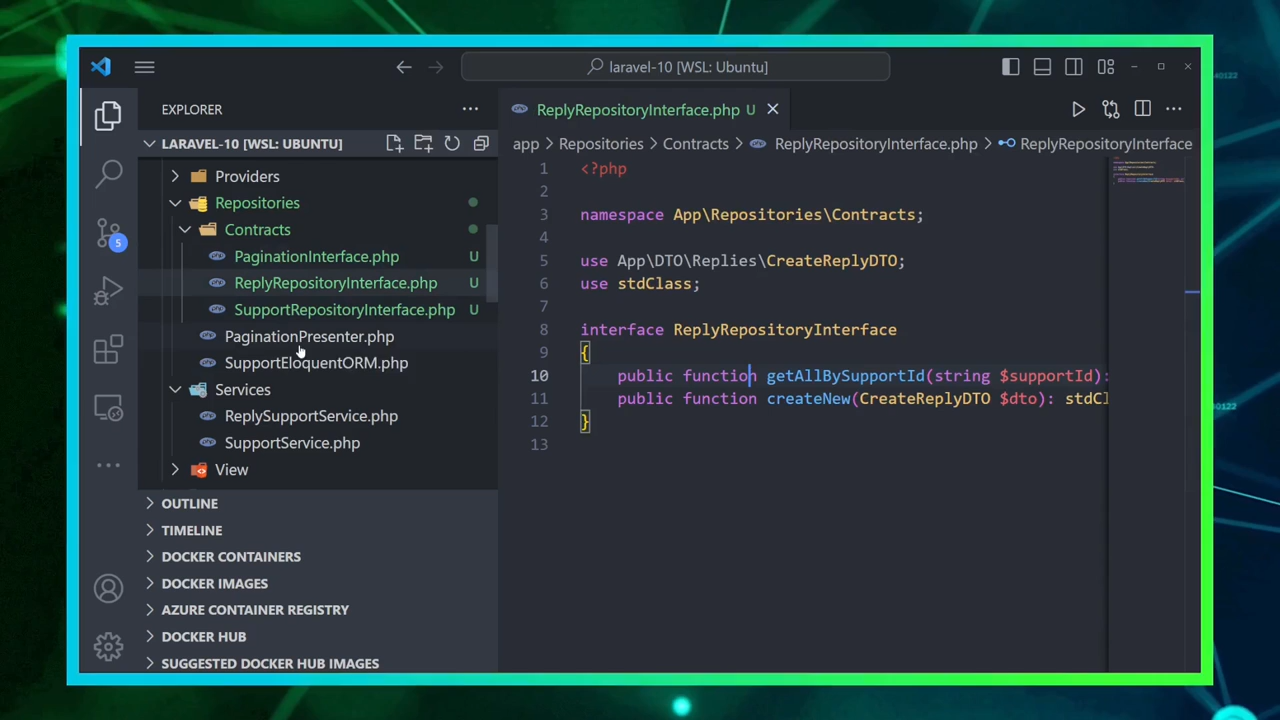 laravel-10 [WSL: Ubuntu]
EXPLORER
LARAVEL-10 [WSL: UBUNTU]
Providers
Repositories
Contracts
PaginationInterface.php U
ReplyRepositoryInterface.php U
SupportRepositoryInterface.php U
PaginationPresenter.php
SupportEloquentORM.php
Services
ReplySupportService.php
SupportService.php
View
OUTLINE
TIMELINE
DOCKER CONTAINERS
DOCKER IMAGES
AZURE CONTAINER REGISTRY
DOCKER HUB
SUGGESTED DOCKER HUB IMAGES
5
ReplyRepositoryInterface.php U
app > Repositories > Contracts > ReplyRepositoryInterface.php > ReplyRepositoryInterface
1 <?php
2
3 namespace App\Repositories\Contracts;
4
5 use App\DTO\Replies\CreateReplyDTO;
6 use stdClass;
7
8 interface ReplyRepositoryInterface
9 {
10 public function getAllBySupportId(string $supportId):
11 public function createNew(CreateReplyDTO $dto): stdCl
12 }
13
40122
00122